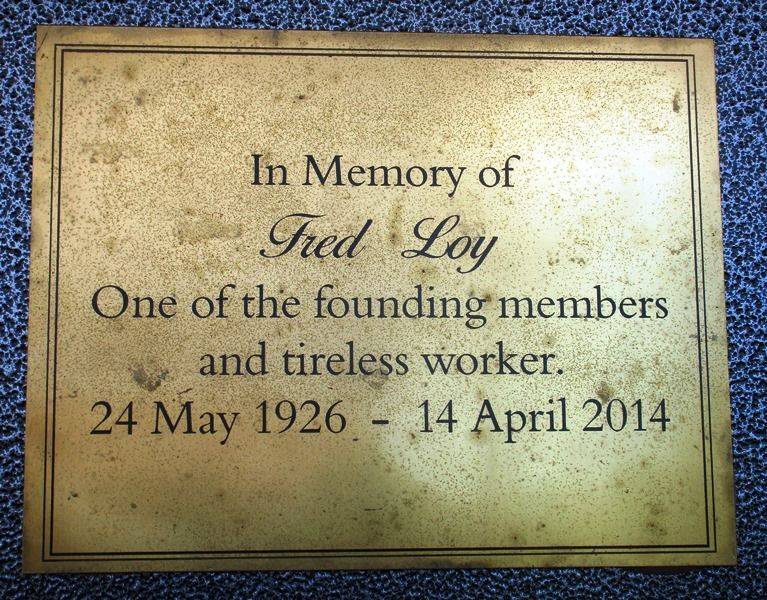 In Memory of
Fred Loy
One of the founding members
and tireless worker.
24 May 1926 - 14 April 2014